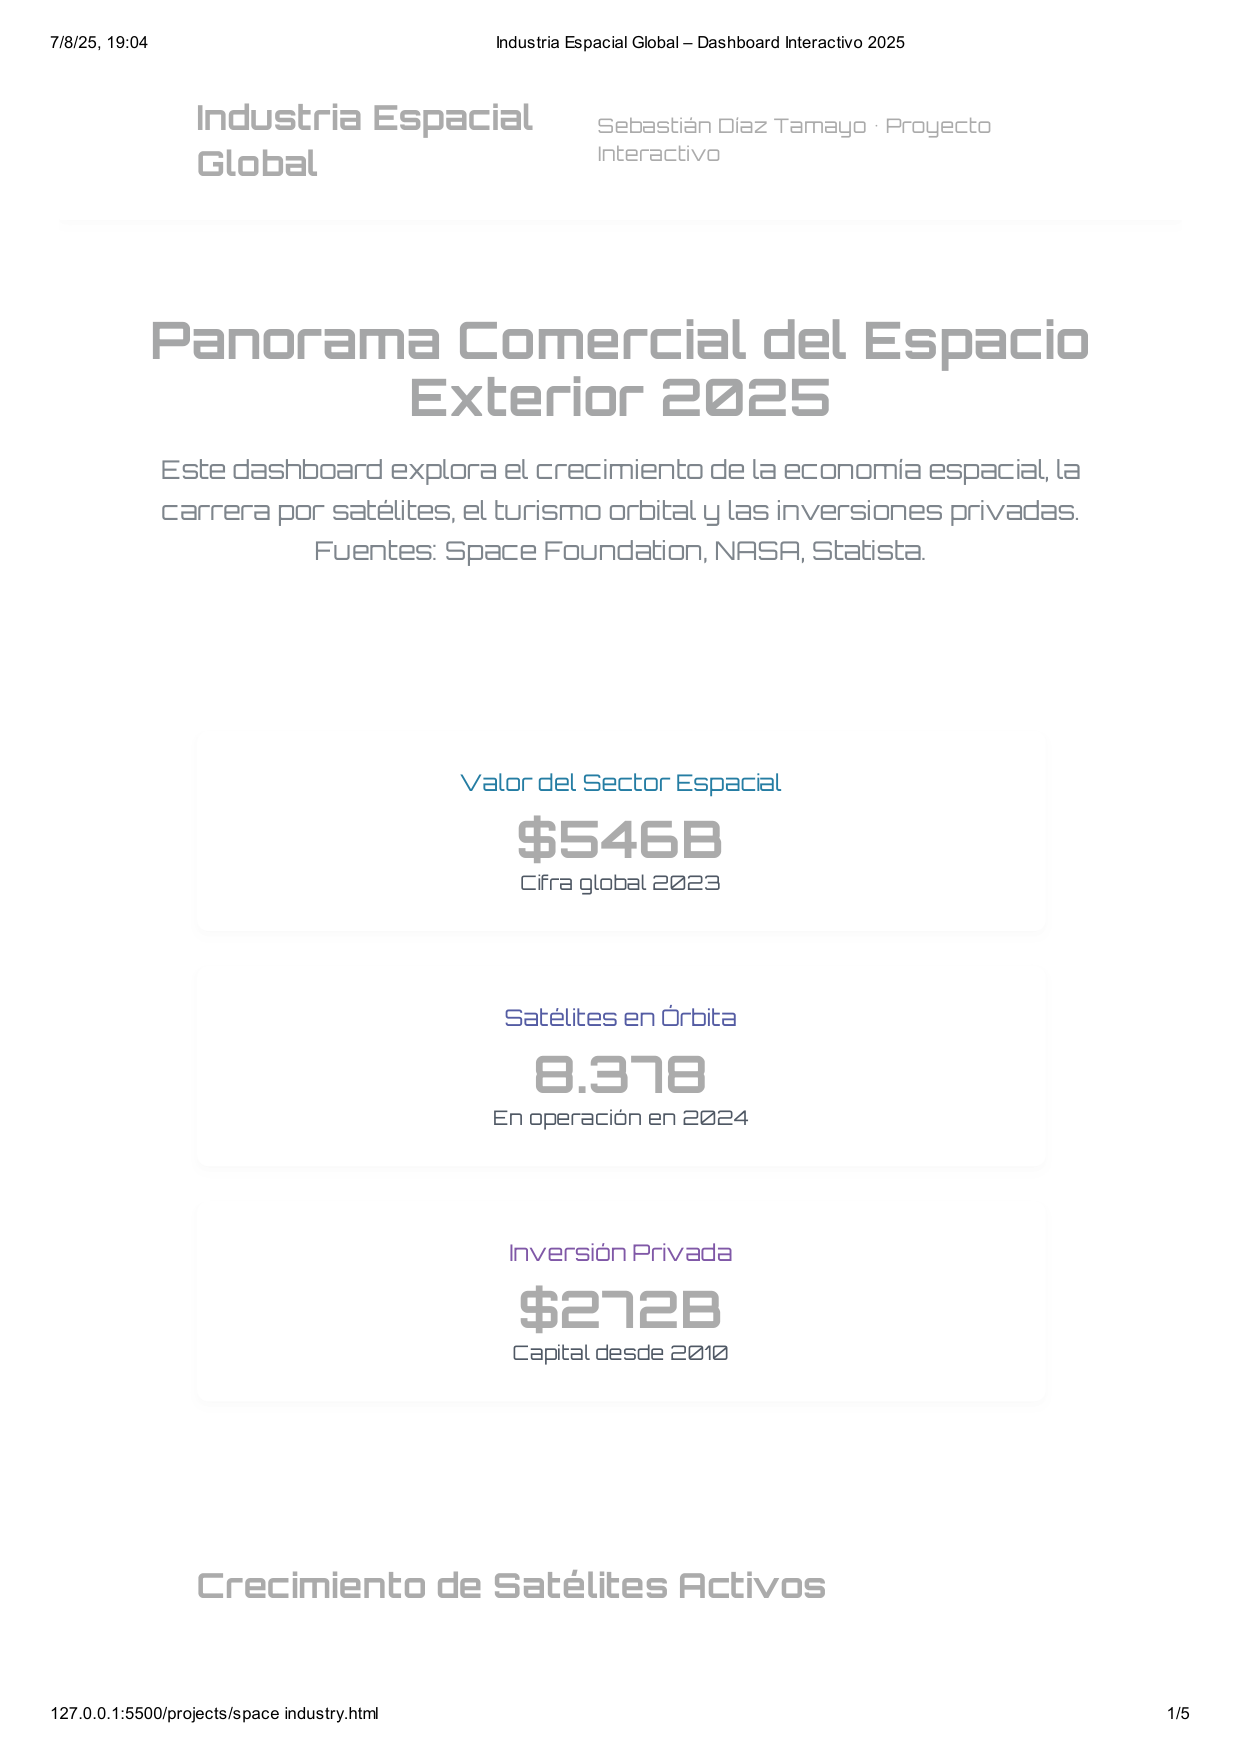 7/8/25, 19:04
Industria Espacial Global – Dashboard Interactivo 2025
Industria Espacial
Global
Sebastián Díaz Tamayo · Proyecto
Interactivo
Panorama Comercial del Espacio
Exterior 2025
Este dashboard explora el crecimiento de la economía espacial, la
carrera por satélites, el turismo orbital y las inversiones privadas.
Fuentes: Space Foundation, NASA, Statista.
Valor del Sector Espacial
$546B
Cifra global 2023
Satélites en Órbita
8.378
En operación en 2024
Inversión Privada
$272B
Capital desde 2010
Crecimiento de Satélites Activos
127.0.0.1:5500/projects/space industry.html
1/5